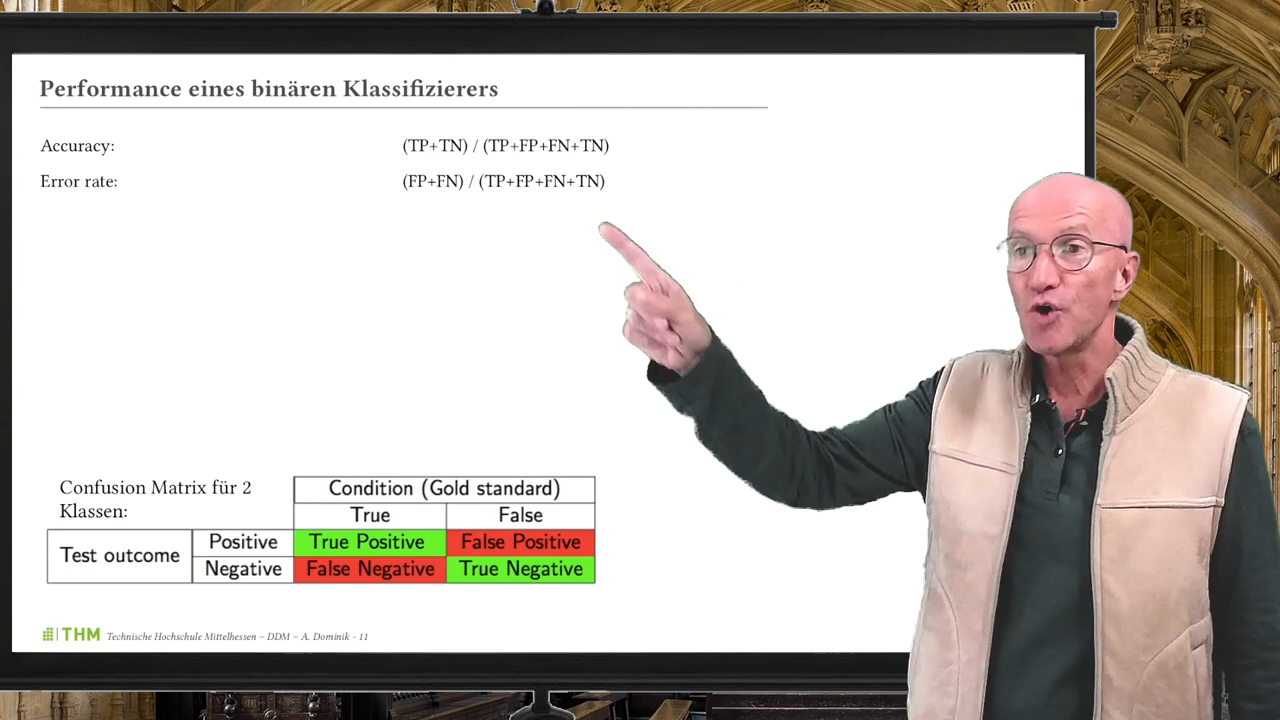 Performance eines binären Klassifizierers
Accuracy: (TP+TN) / (TP+FP+FN+TN)
Error rate: (FP+FN) / (TP+FP+FN+TN)
Confusion Matrix für 2
Klassen:
Condition (Gold standard)
True False
Test outcome
Positive True Positive False Positive
Negative False Negative True Negative
THM Technische Hochschule Mittelhessen – DDM – A. Dominik - 11